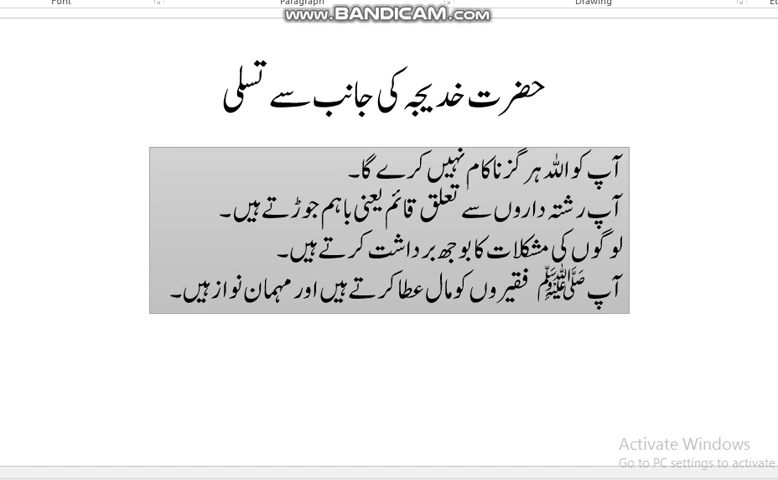 Font
Paragraph
Drawing
www.BANDICAM.com
حضرت خدیجہ کی جانب سے تسلی
آپ کو اللہ ہر گز ناکام نہیں کرے گا۔
آپ رشتہ داروں سے تعلق قائم یعنی باہم جوڑتے ہیں۔
لوگوں کی مشکلات کا بوجھ برداشت کرتے ہیں۔
آپ ﷺ فقیروں کو مال عطا کرتے ہیں اور مہمان نواز ہیں۔
Activate Windows
Go to PC settings to activate